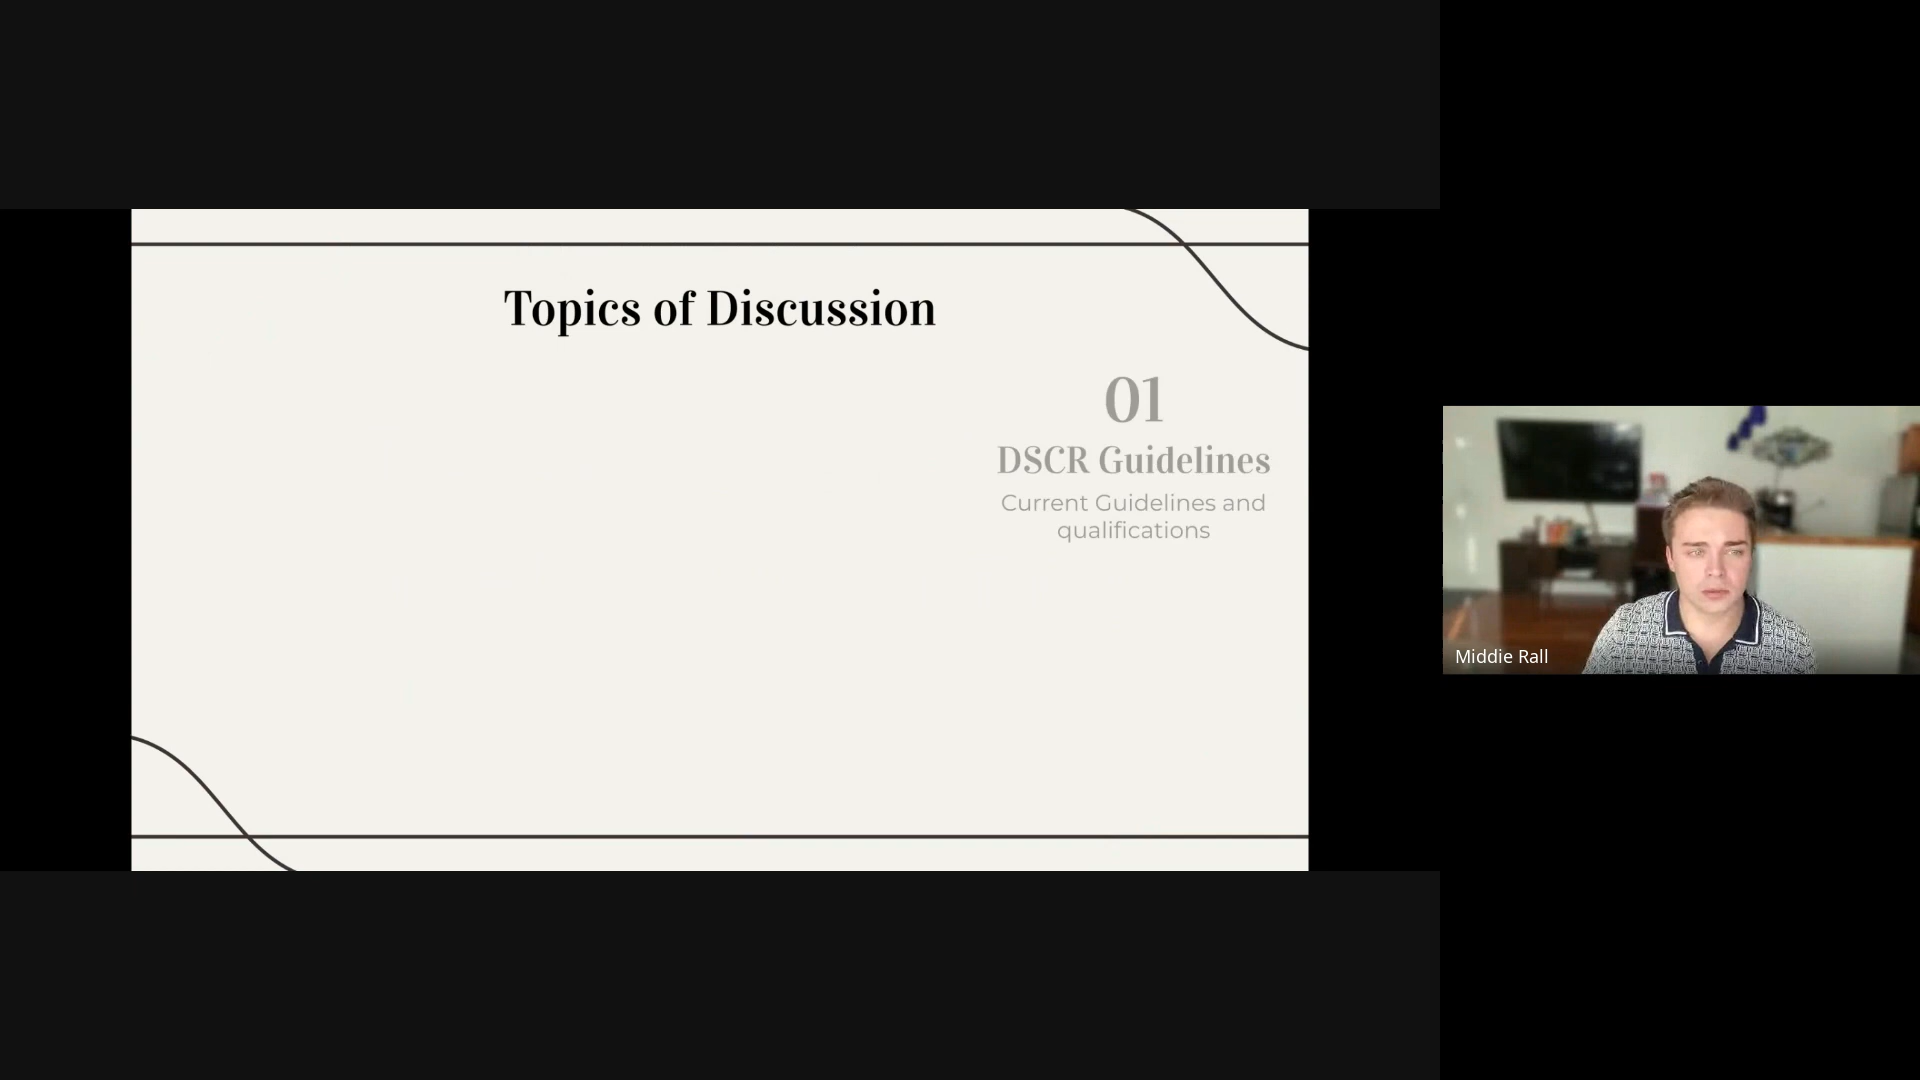 Topics of Discussion
01
DSCR Guidelines
Current Guidelines and
qualifications
Middie Rall